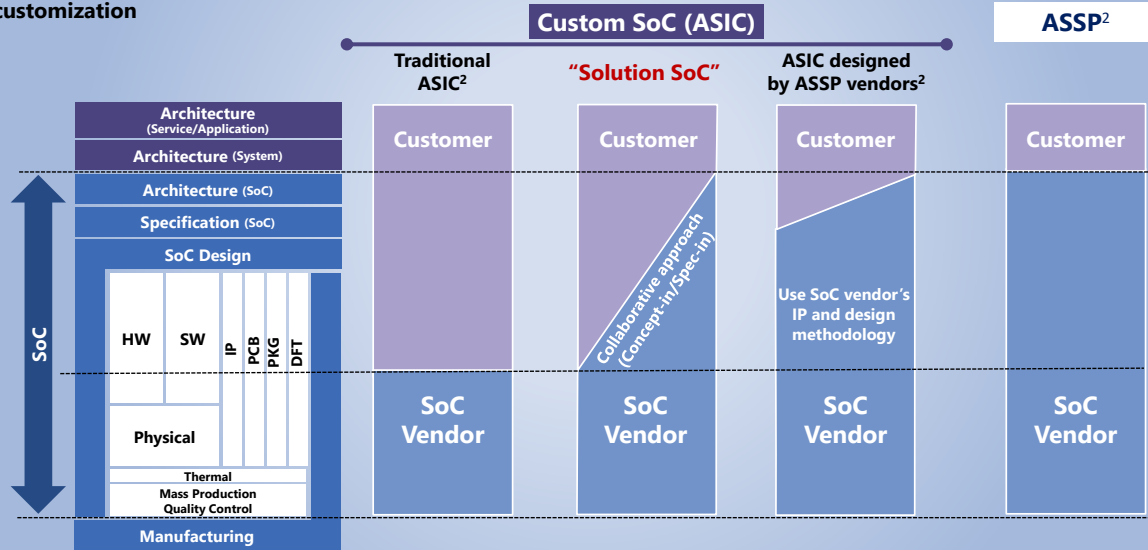 customization
Custom SoC (ASIC)
ASSP²
Traditional
ASIC²
"Solution SoC"
ASIC designed
by ASSP vendors²
Architecture
(Service/Application)
Architecture (System)
Architecture (SoC)
Specification (SoC)
SoC Design
SoC
HW
SW
IP
PCB
PKG
DFT
Physical
Thermal
Mass Production
Quality Control
Manufacturing
Customer
SoC
Vendor
Customer
Collaborative approach
(Concept-in/Spec-in)
SoC
Vendor
Customer
Use SoC vendor's
IP and design
methodology
SoC
Vendor
Customer
SoC
Vendor